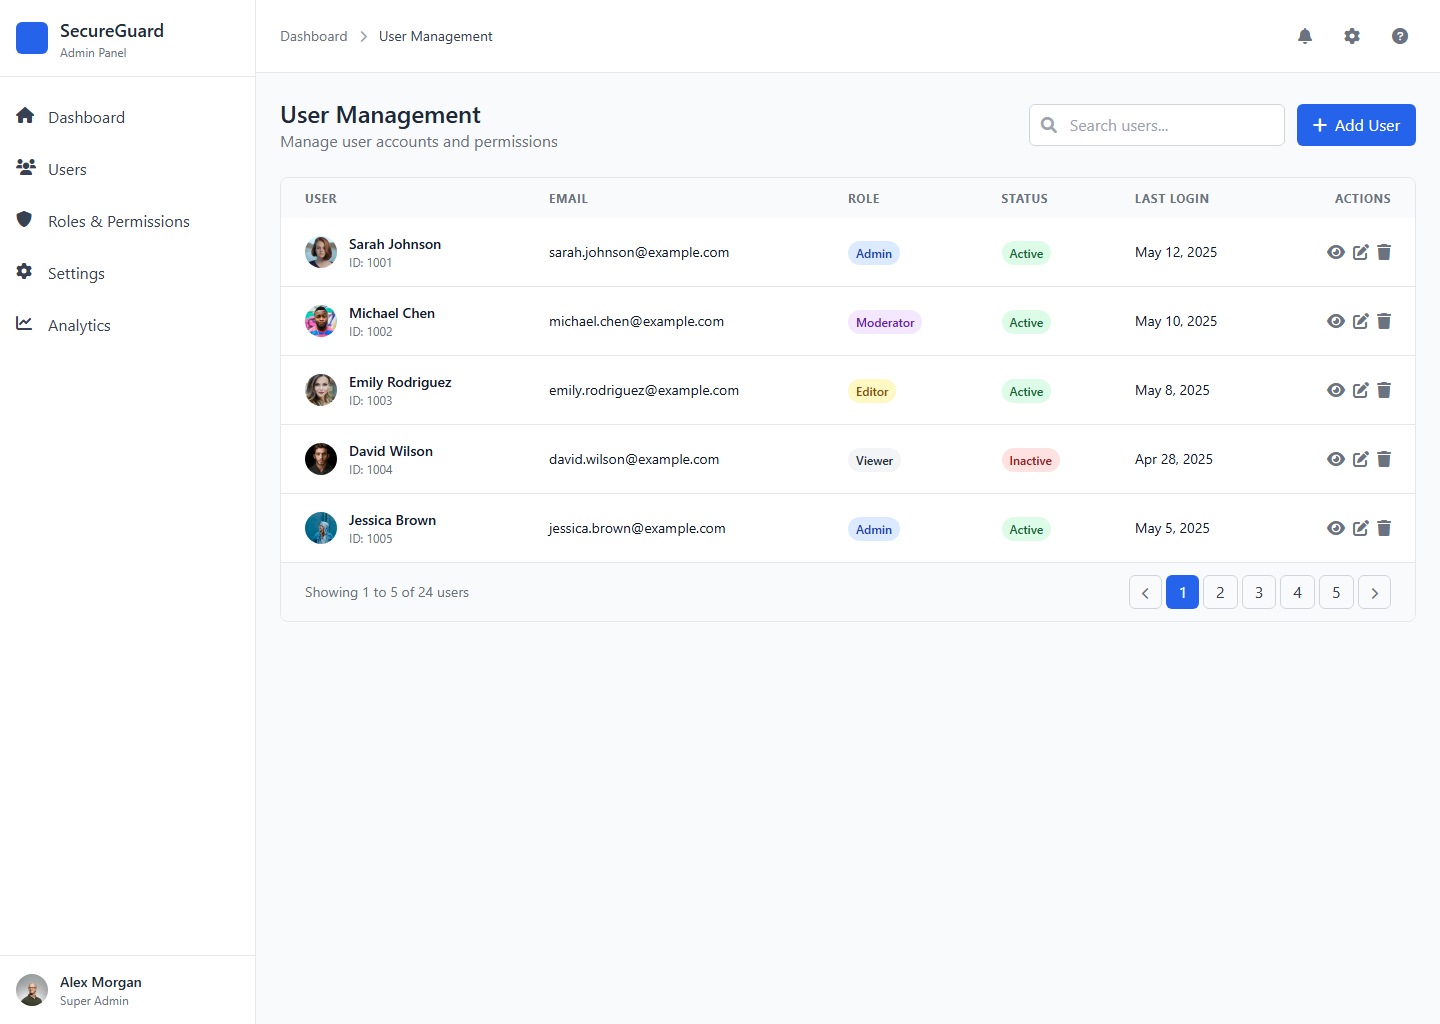 SecureGuard
Admin Panel
Dashboard
Users
Roles & Permissions
Settings
Analytics
Alex Morgan
Super Admin
Dashboard User Management
User Management
Manage user accounts and permissions
Search users...
Add User
USER EMAIL ROLE STATUS LAST LOGIN ACTIONS
Sarah Johnson
ID: 1001
sarah.johnson@example.com Admin Active May 12, 2025
Michael Chen
ID: 1002
michael.chen@example.com Moderator Active May 10, 2025
Emily Rodriguez
ID: 1003
emily.rodriguez@example.com Editor Active May 8, 2025
David Wilson
ID: 1004
david.wilson@example.com Viewer Inactive Apr 28, 2025
Jessica Brown
ID: 1005
jessica.brown@example.com Admin Active May 5, 2025
Showing 1 to 5 of 24 users
1 2 3 4 5